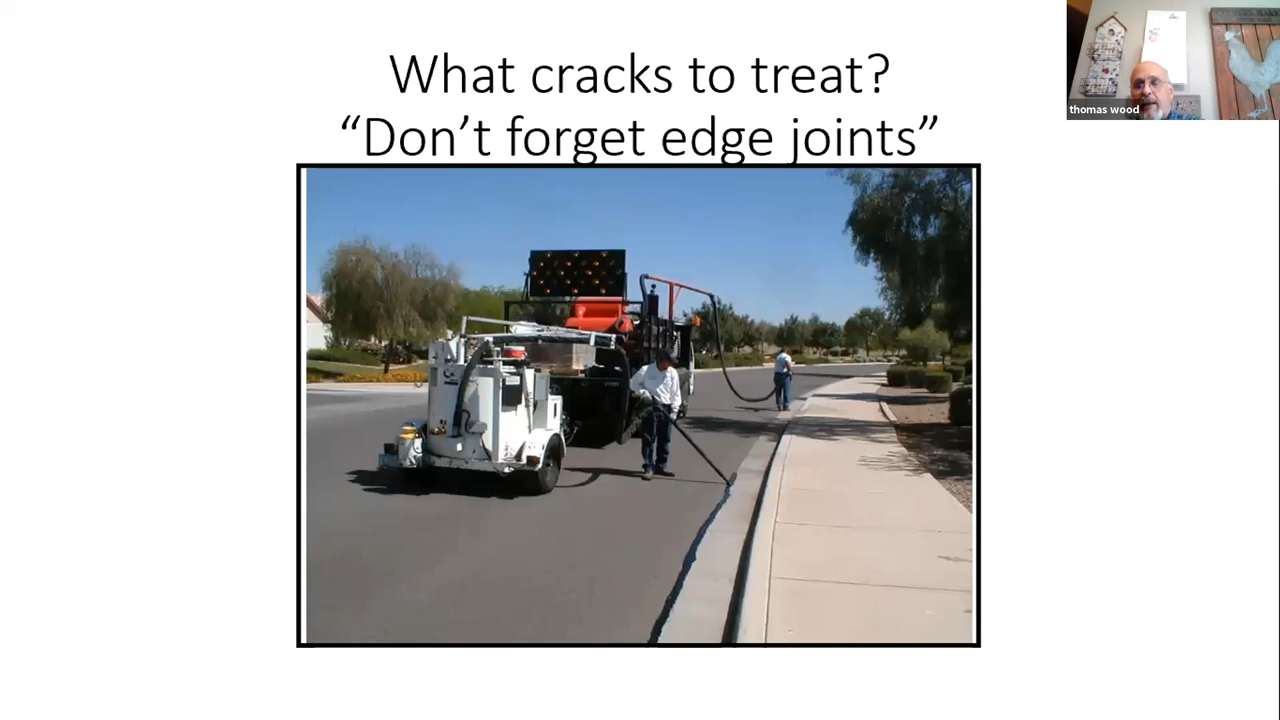 What cracks to treat?
“Don’t forget edge joints”
thomas wood